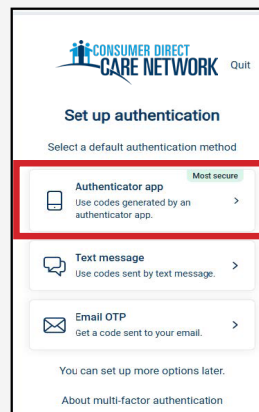 CONSUMER DIRECT
CARE NETWORK
Quit
Set up authentication
Select a default authentication method
Most secure
Authenticator app
Use codes generated by an
authenticator app.
Text message
Use codes sent by text message.
Email OTP
Get a code sent to your email.
You can set up more options later.
About multi-factor authentication